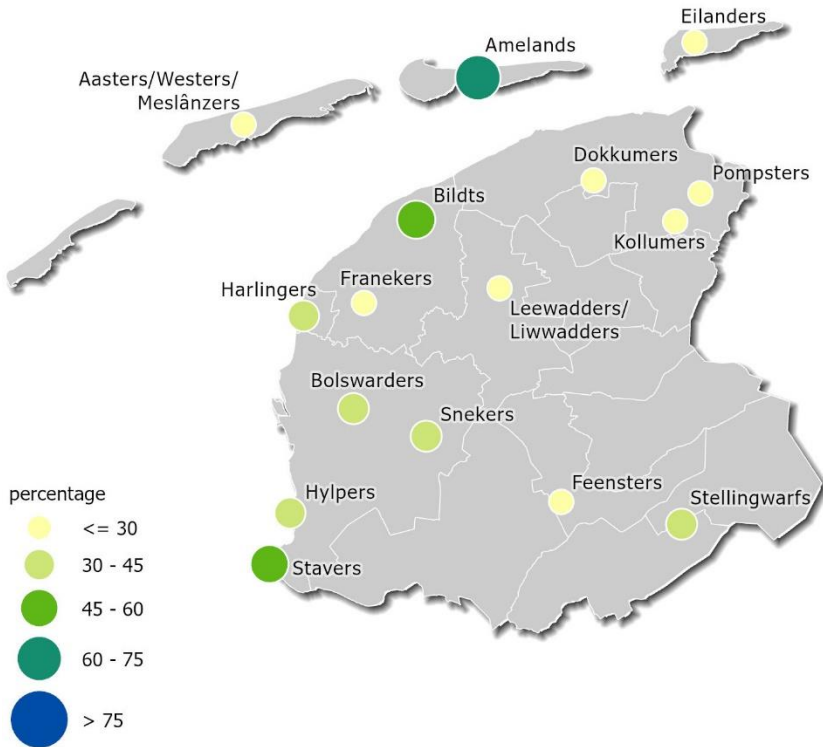 Eilanders
Amelands
Aasters/Westers/
Meslânzers
Dokkumers
Pompsters
Bildts
Kollumers
Franekers
Harlingers
Leewadders/
Liwwadders
Bolswarders
Snekers
Feensters
Hylpers
Stellingwarfs
Stavers
percentage
<= 30
30 - 45
45 - 60
60 - 75
> 75